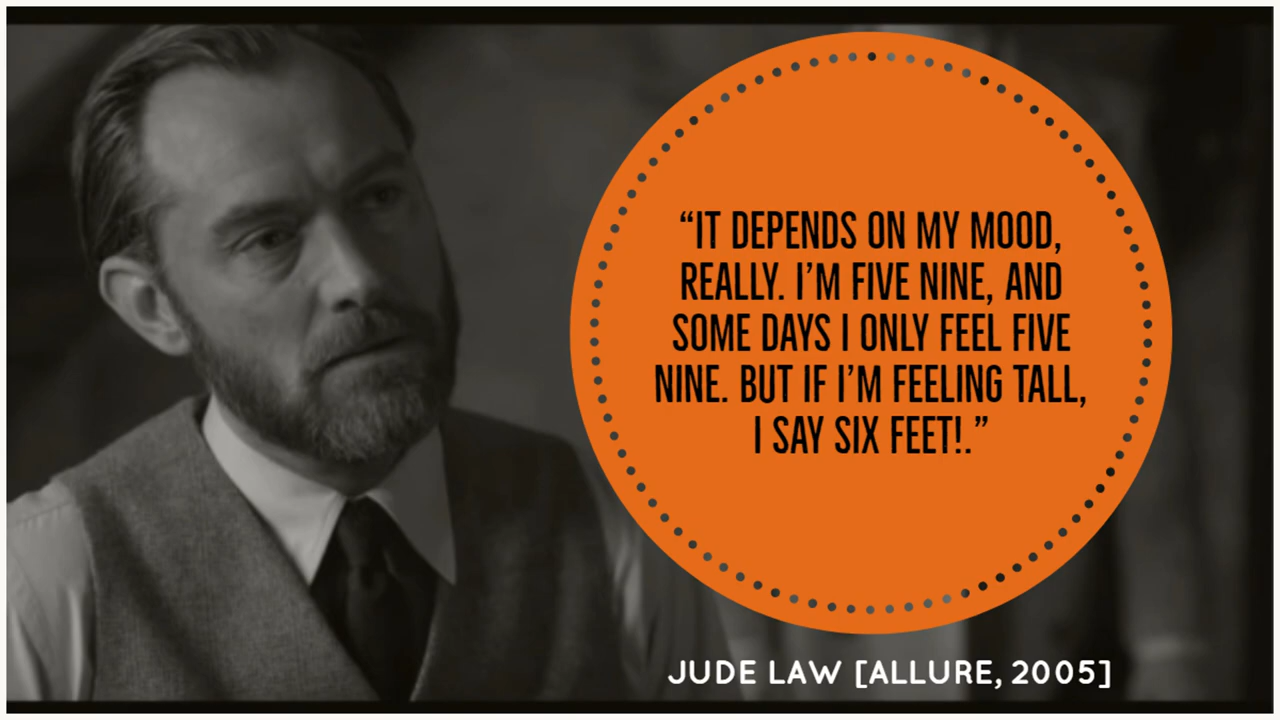 “IT DEPENDS ON MY MOOD,
REALLY. I’M FIVE NINE, AND
SOME DAYS I ONLY FEEL FIVE
NINE. BUT IF I’M FEELING TALL,
I SAY SIX FEET!.”
JUDE LAW [ALLURE, 2005]